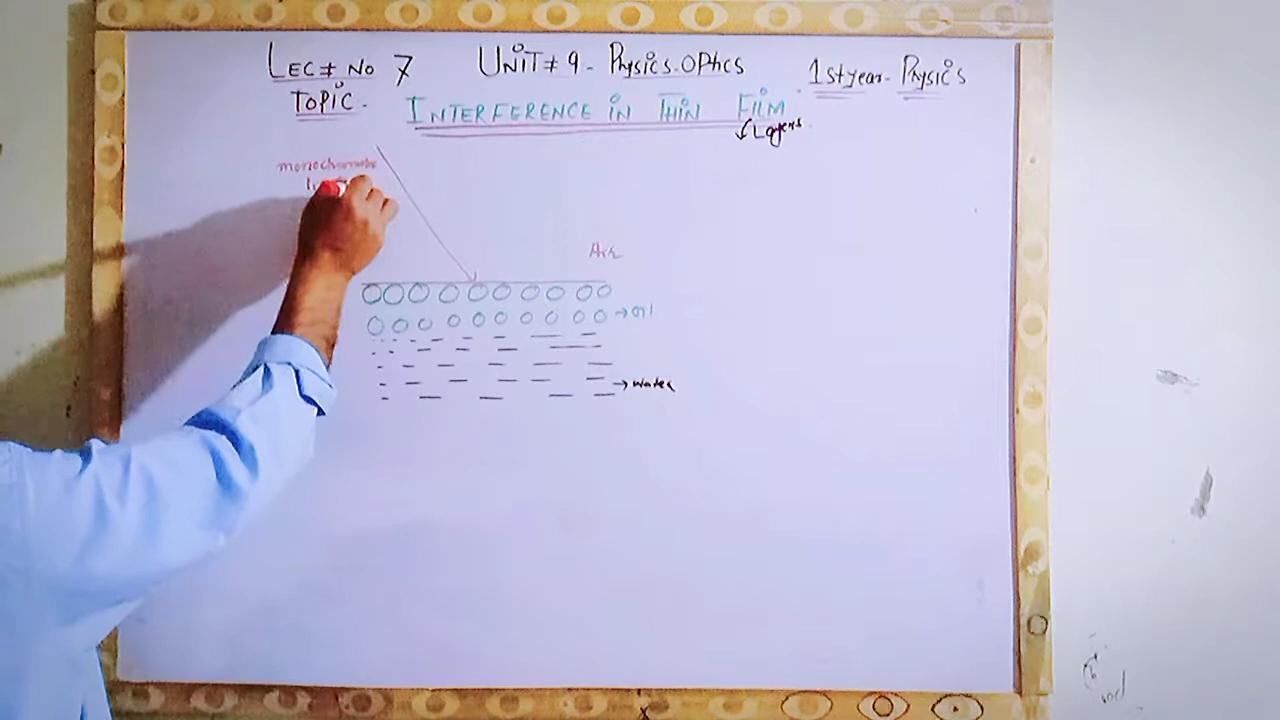 LEC # NO 7 UNIT # 9 - PHYSICS-OPTICS 1st year - Physics
TOPIC - INTERFERENCE IN THIN FILM
Layers
monochromatic
Air
→ oil
→ water